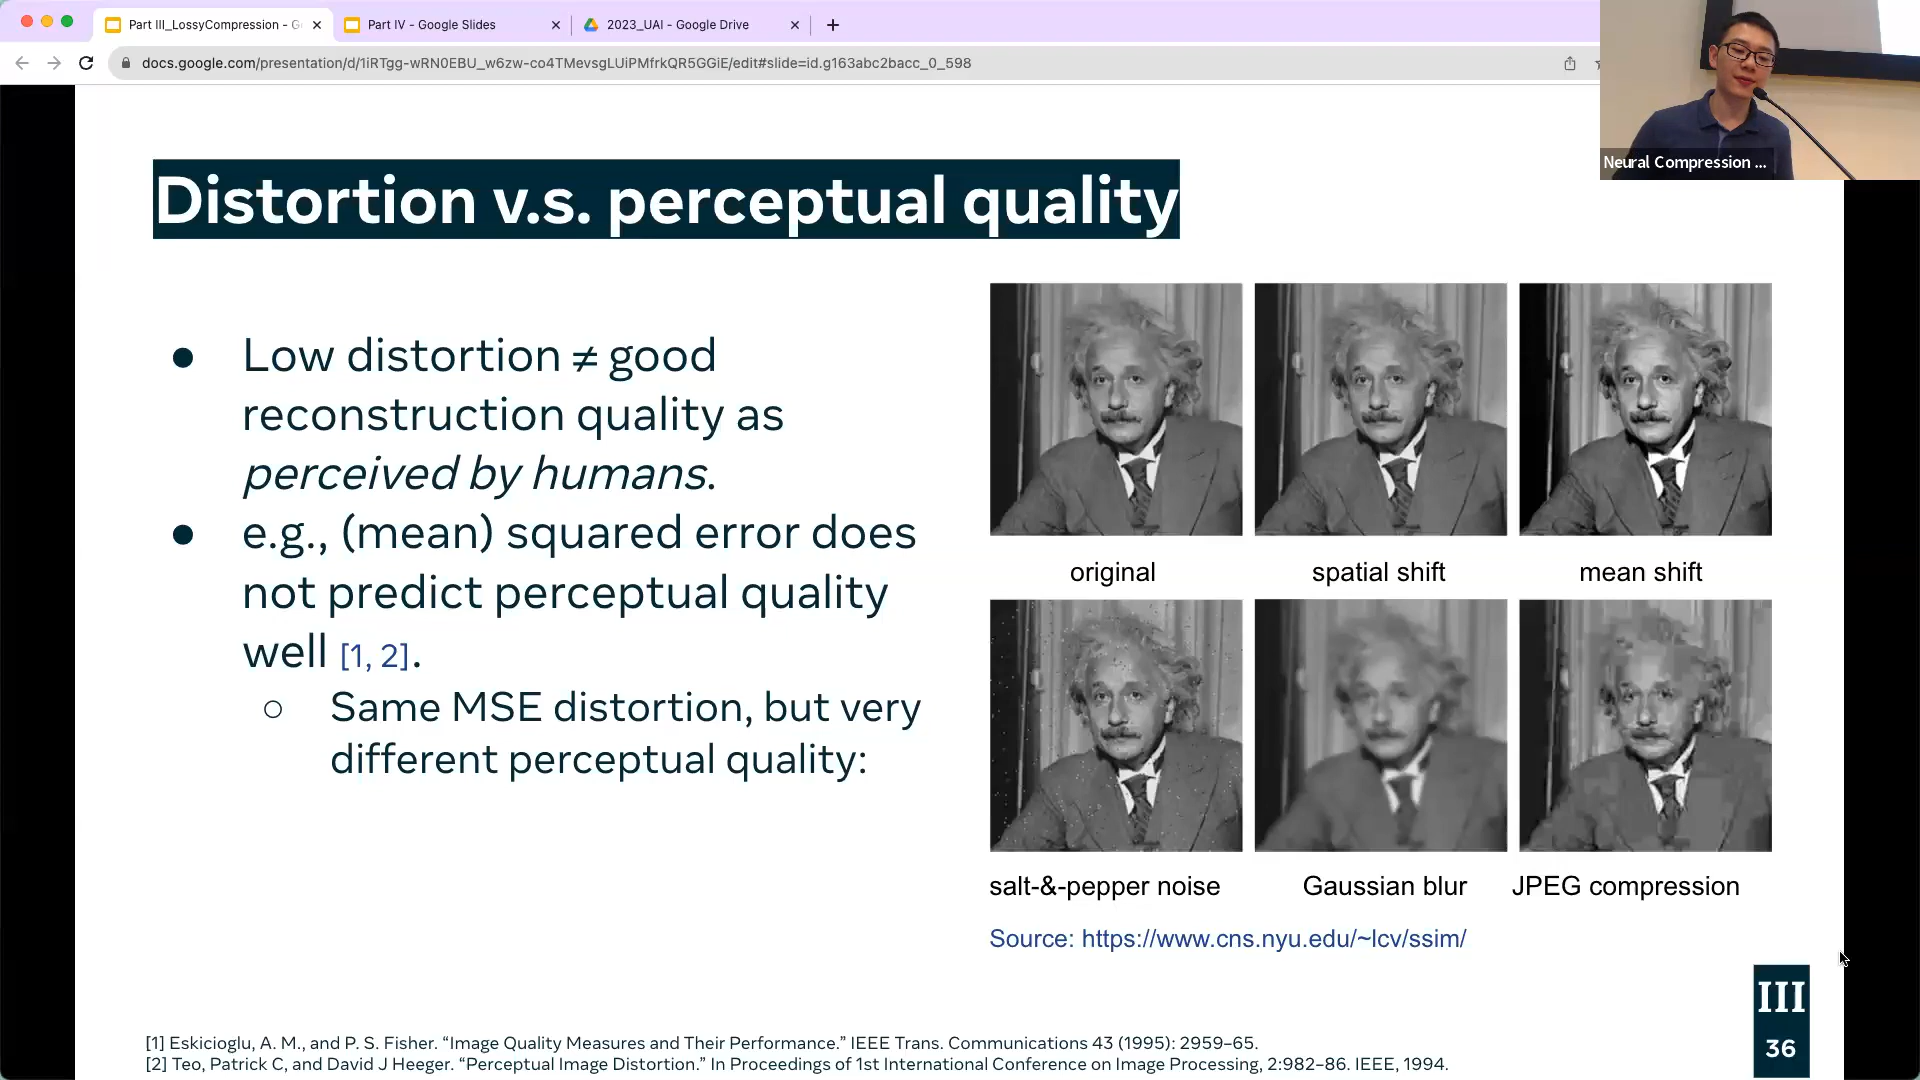 Part III_LossyCompression - G
Part IV - Google Slides
2023_UAI - Google Drive
docs.google.com/presentation/d/1iRTgg-wRN0EBU_w6zw-co4TMevsgLUiPMfrkQR5GGiE/edit#slide=id.g163abc2bacc_0_598
Neural Compression ...
Distortion v.s. perceptual quality
● Low distortion ≠ good
reconstruction quality as
perceived by humans.
● e.g., (mean) squared error does
not predict perceptual quality
well [1, 2].
○ Same MSE distortion, but very
different perceptual quality:
original
spatial shift
mean shift
salt-&-pepper noise
Gaussian blur
JPEG compression
Source: https://www.cns.nyu.edu/~lcv/ssim/
III
36
[1] Eskicioglu, A. M., and P. S. Fisher. “Image Quality Measures and Their Performance.” IEEE Trans. Communications 43 (1995): 2959–65.
[2] Teo, Patrick C, and David J Heeger. “Perceptual Image Distortion.” In Proceedings of 1st International Conference on Image Processing, 2:982–86. IEEE, 1994.